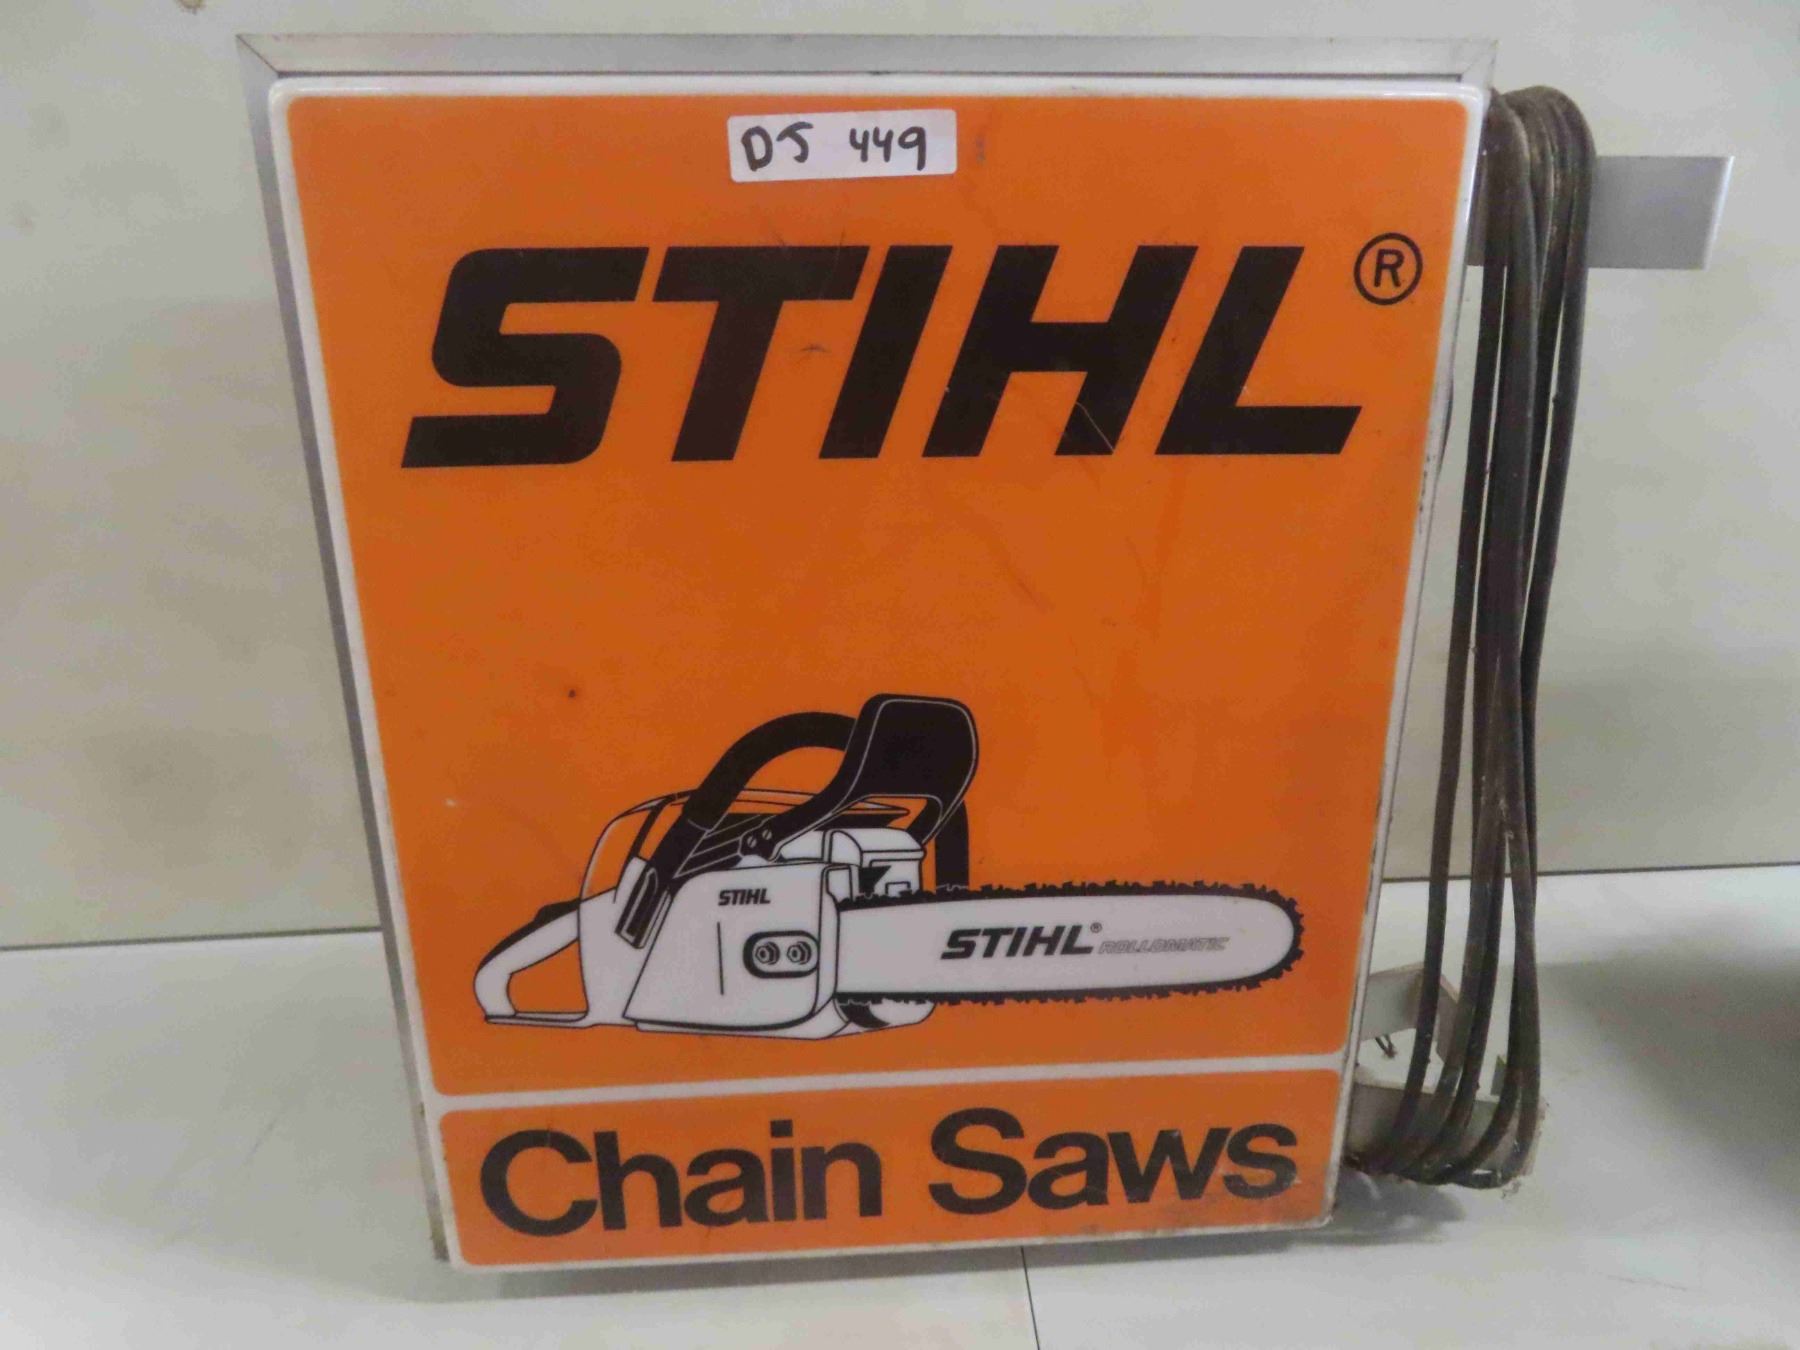 DJ 449
STIHL®
STIHL
STIHL® ROLLOMATIC
Chain Saws